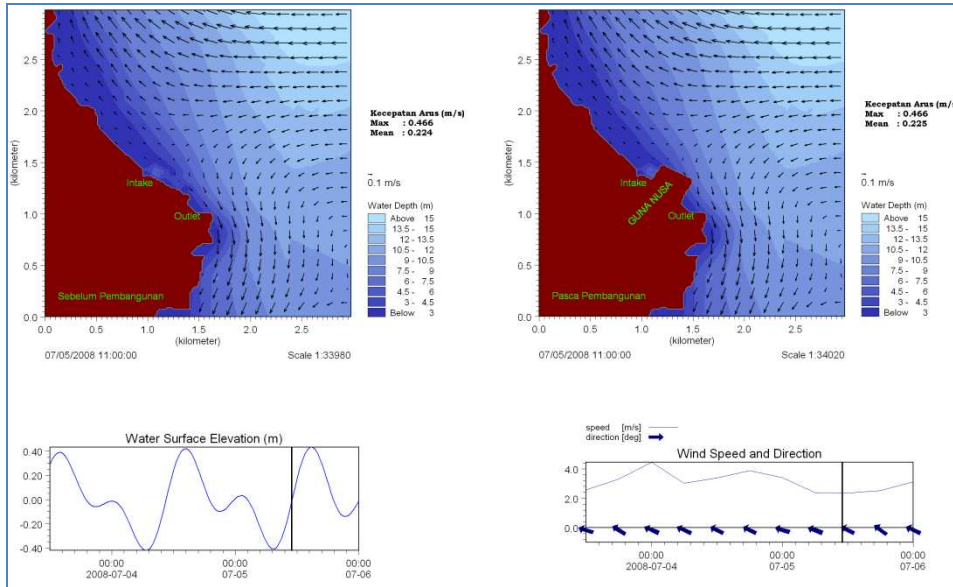 2.5
2.0
1.5
1.0
0.5
0.0
(kilometer)
0.0 0.5 1.0 1.5 2.0 2.5
(kilometer)
Intake
Outlet
Sebelum Pembangunan
07/05/2008 11:00:00
Scale 1:33980
Kecepatan Arus (m/s)
Max : 0.466
Mean : 0.224
0.1 m/s
Water Depth (m)
Above 15
13.5 - 15
12 - 13.5
10.5 - 12
9 - 10.5
7.5 - 9
6 - 7.5
4.5 - 6
3 - 4.5
Below 3
2.5
2.0
1.5
1.0
0.5
0.0
(kilometer)
0.0 0.5 1.0 1.5 2.0 2.5
(kilometer)
Intake
GUNA NUSA
Outlet
Pasca Pembangunan
07/05/2008 11:00:00
Scale 1:34020
Kecepatan Arus (m/s)
Max : 0.466
Mean : 0.225
0.1 m/s
Water Depth (m)
Above 15
13.5 - 15
12 - 13.5
10.5 - 12
9 - 10.5
7.5 - 9
6 - 7.5
4.5 - 6
3 - 4.5
Below 3
Water Surface Elevation (m)
0.40
0.20
0.00
-0.20
-0.40
00:00 00:00 00:00
2008-07-04 07-05 07-06
speed [m/s]
direction [deg]
Wind Speed and Direction
4.0
2.0
0.0
00:00 00:00 00:00
2008-07-04 07-05 07-06